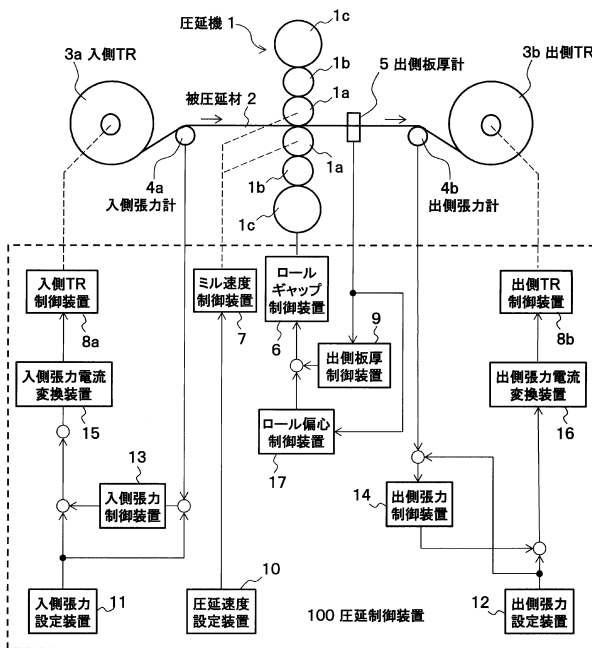 圧延機 1
1c
3a 入側TR
1b
5 出側板厚計
3b 出側TR
被圧延材 2
1a
1a
4a
入側張力計
1b
4b
出側張力計
1c
入側TR
制御装置
8a
ミル速度
制御装置
7
ロール
ギャップ
制御装置
6
9
出側板厚
制御装置
出側TR
制御装置
8b
入側張力電流
変換装置
15
出側張力電流
変換装置
16
ロール偏心
制御装置
17
13
入側張力
制御装置
14
出側張力
制御装置
入側張力
設定装置
11
10
圧延速度
設定装置
100 圧延制御装置
12
出側張力
設定装置